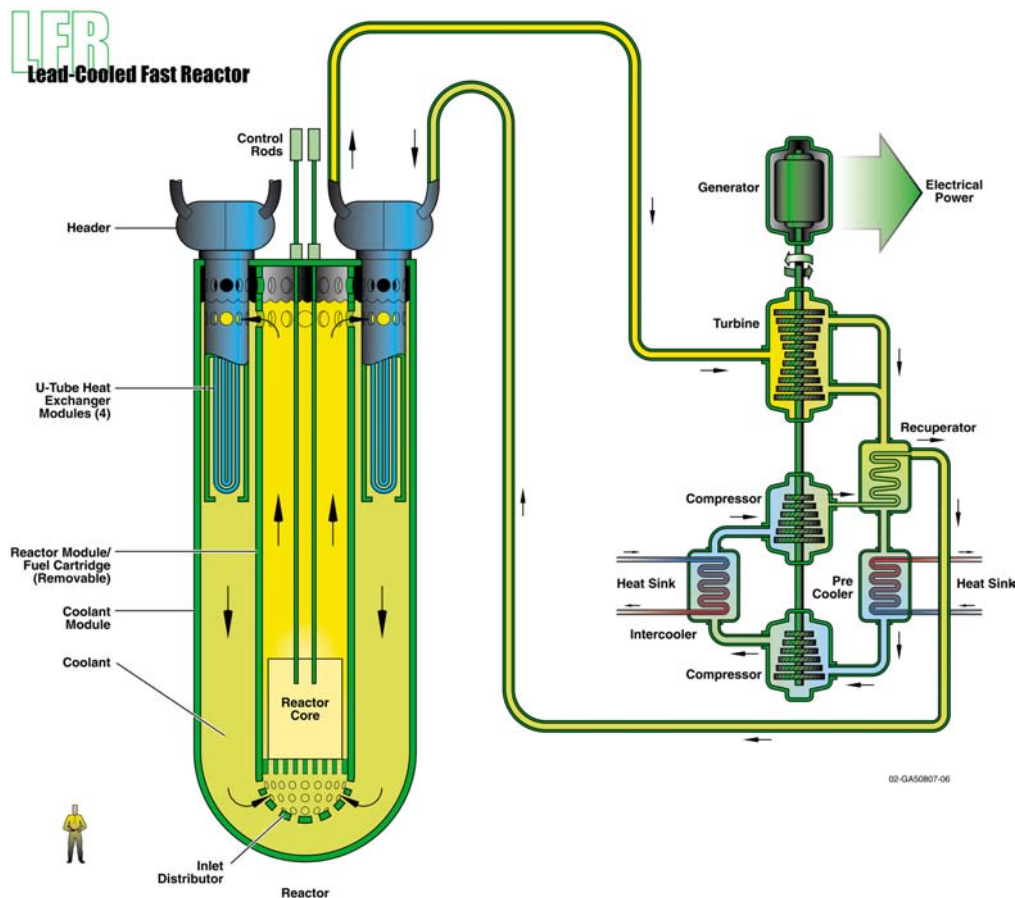 LFR
Lead-Cooled Fast Reactor
Control
Rods
Header
U-Tube Heat
Exchanger
Modules (4)
Reactor Module/
Fuel Cartridge
(Removable)
Coolant
Module
Coolant
Reactor
Core
Inlet
Distributor
Reactor
Generator
Electrical
Power
Turbine
Recuperator
Compressor
Heat Sink
Intercooler
Pre
Cooler
Heat Sink
Compressor
02-GA50807-06